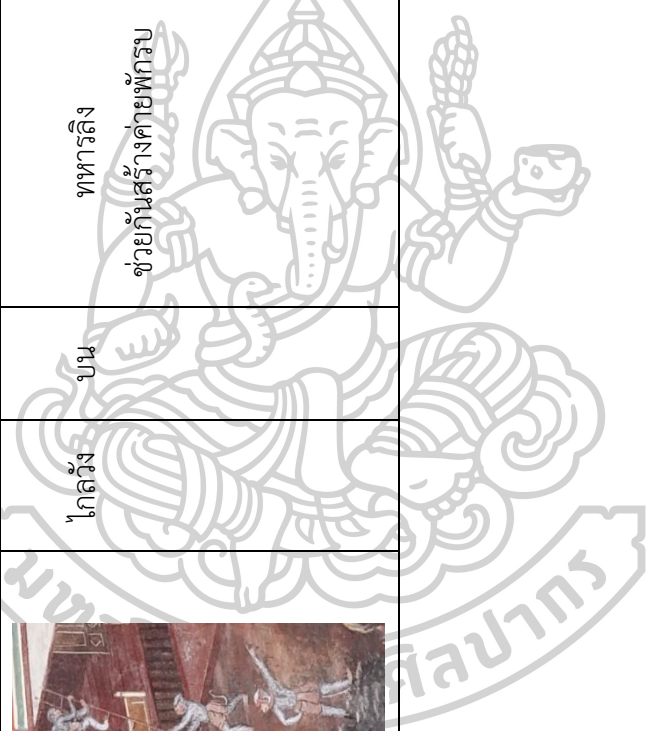 ทหารลิง
ช่วยกันสร้างค่ายพักรบ
บน
ไกลวัง
ศิลปากร